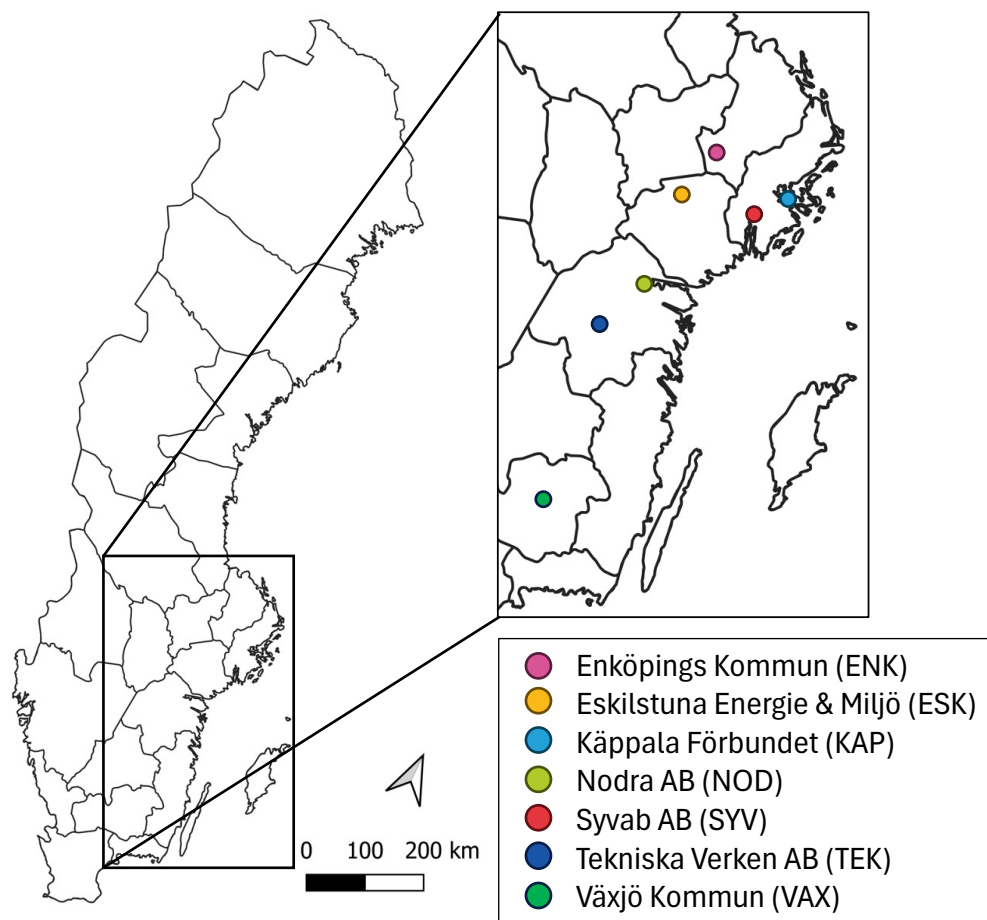 0 100 200 km
Enköpings Kommun (ENK)
Eskilstuna Energie & Miljö (ESK)
Käppala Förbundet (KAP)
Nodra AB (NOD)
Syvab AB (SYV)
Tekniska Verken AB (TEK)
Växjö Kommun (VAX)